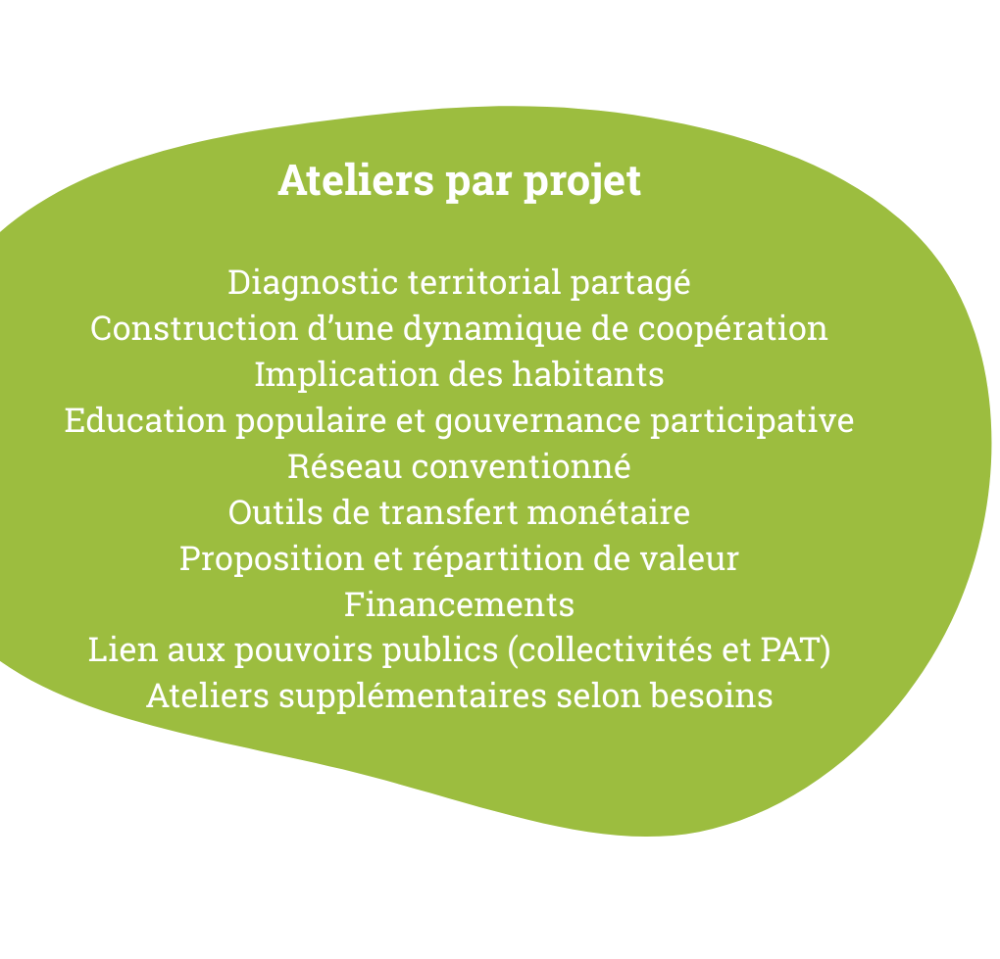 Ateliers par projet
Diagnostic territorial partagé
Construction d’une dynamique de coopération
Implication des habitants
Education populaire et gouvernance participative
Réseau conventionné
Outils de transfert monétaire
Proposition et répartition de valeur
Financements
Lien aux pouvoirs publics (collectivités et PAT)
Ateliers supplémentaires selon besoins